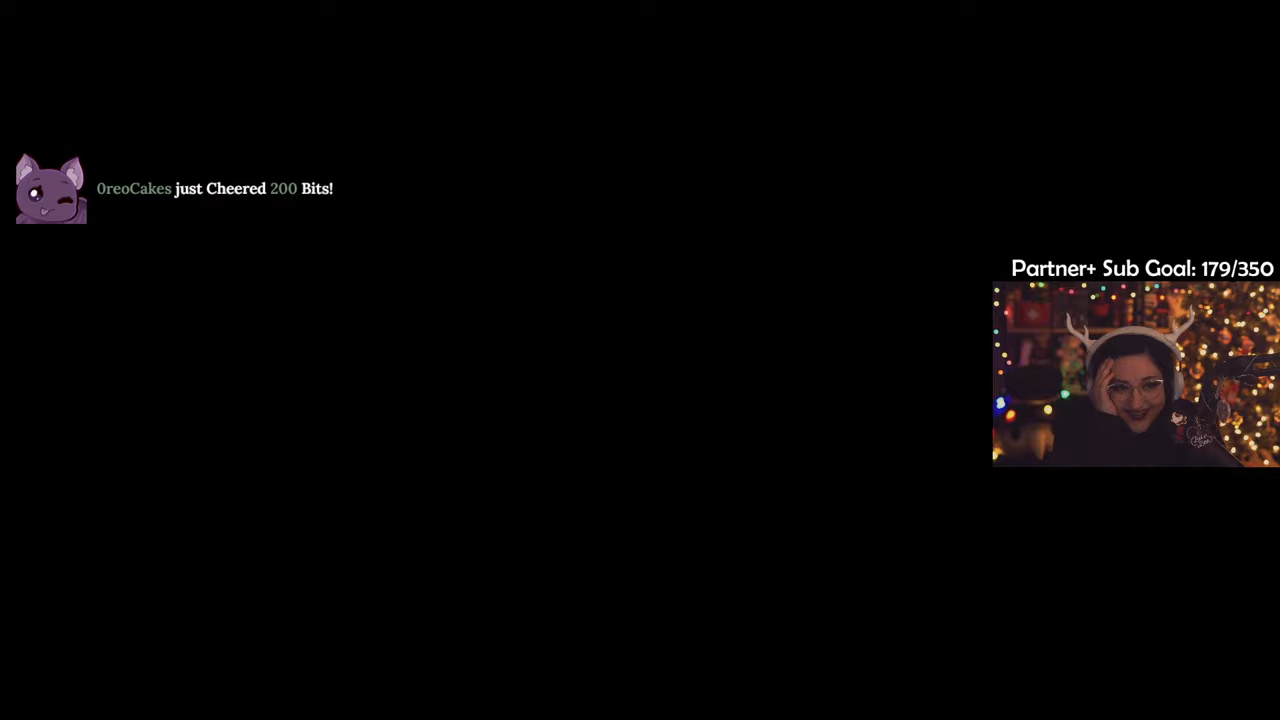 0reoCakes just Cheered 200 Bits!
Partner+ Sub Goal: 179/350